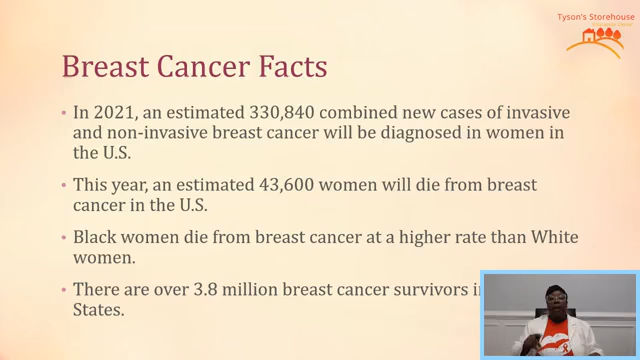 Tyson's Storehouse
Breast Cancer Facts
• In 2021, an estimated 330,840 combined new cases of invasive
and non-invasive breast cancer will be diagnosed in women in
the U.S.
• This year, an estimated 43,600 women will die from breast
cancer in the U.S.
• Black women die from breast cancer at a higher rate than White
women.
• There are over 3.8 million breast cancer survivors
States.